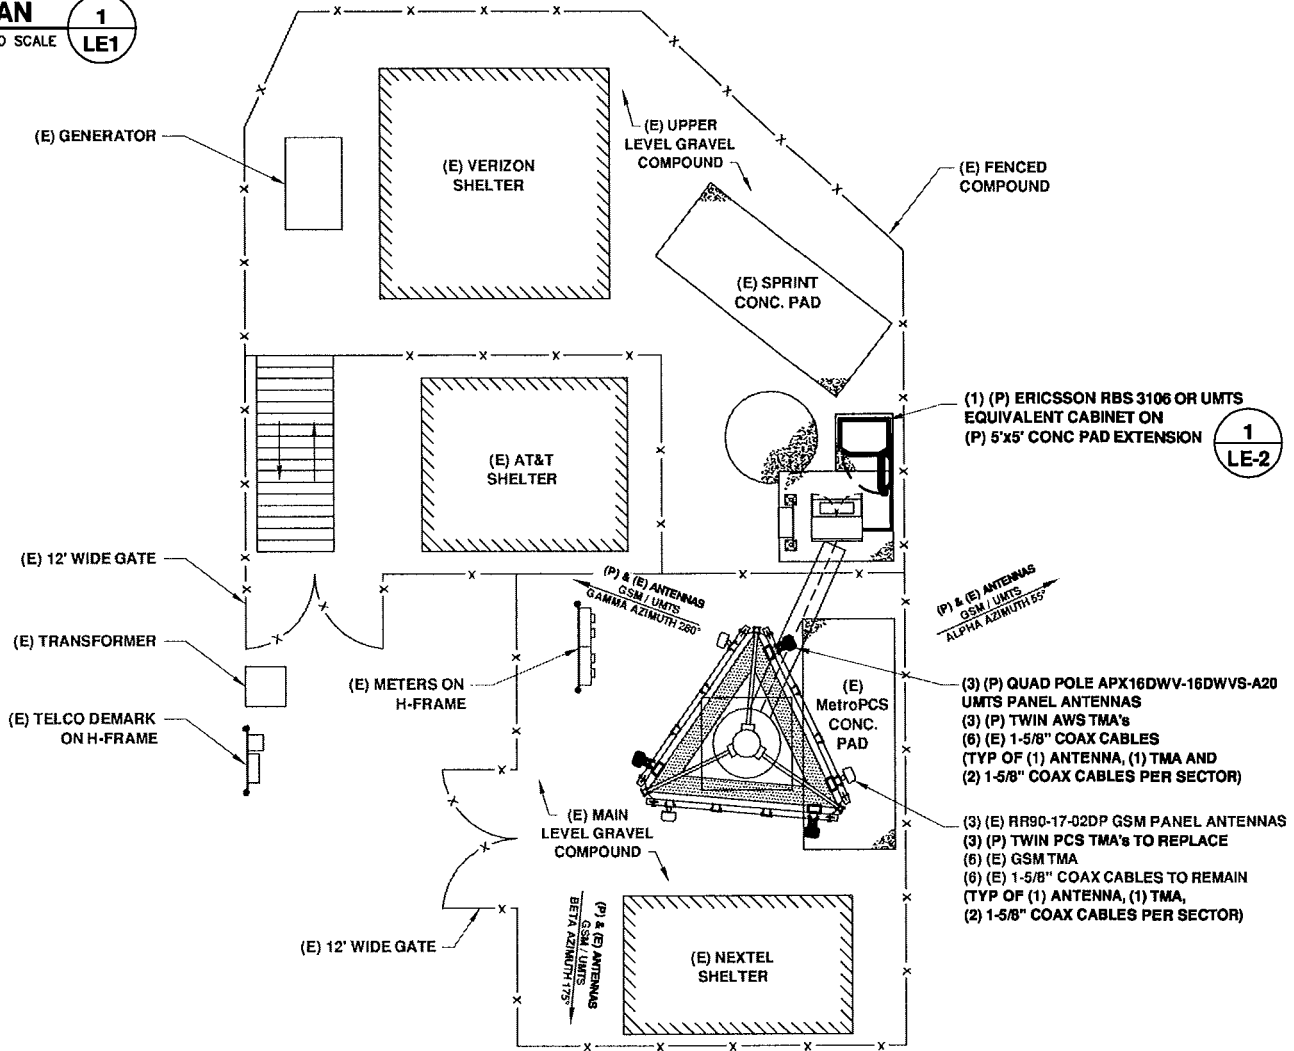 AN
O SCALE
1
LE1
(E) GENERATOR
(E) VERIZON
SHELTER
(E) UPPER
LEVEL GRAVEL
COMPOUND
(E) FENCED
COMPOUND
(E) SPRINT
CONC. PAD
(1) (P) ERICSSON RBS 3106 OR UMTS
EQUIVALENT CABINET ON
(P) 5'x5' CONC PAD EXTENSION
1
LE-2
(E) AT&T
SHELTER
(E) 12' WIDE GATE
(P) & (E) ANTENNAS
GSM / UMTS
GAMMA AZIMUTH 280°
(P) & (E) ANTENNAS
GSM / UMTS
ALPHA AZIMUTH 55°
(E) TRANSFORMER
(E) METERS ON
H-FRAME
(E) TELCO DEMARK
ON H-FRAME
(E)
MetroPCS
CONC.
PAD
(3) (P) QUAD POLE APX16DWV-16DWVS-A20
UMTS PANEL ANTENNAS
(3) (P) TWIN AWS TMA's
(6) (E) 1-5/8" COAX CABLES
(TYP OF (1) ANTENNA, (1) TMA AND
(2) 1-5/8" COAX CABLES PER SECTOR)
(E) MAIN
LEVEL GRAVEL
COMPOUND
(3) (E) RR90-17-02DP GSM PANEL ANTENNAS
(3) (P) TWIN PCS TMA's TO REPLACE
(6) (E) GSM TMA
(6) (E) 1-5/8" COAX CABLES TO REMAIN
(TYP OF (1) ANTENNA, (1) TMA,
(2) 1-5/8" COAX CABLES PER SECTOR)
(E) 12' WIDE GATE
(P) & (E) ANTENNAS
GSM / UMTS
BETA AZIMUTH 175°
(E) NEXTEL
SHELTER